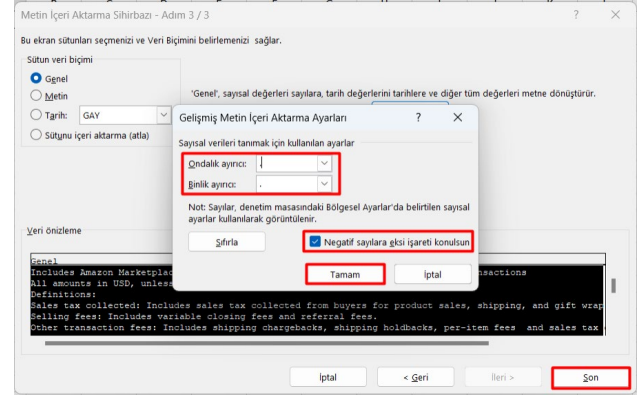 Metin İçeri Aktarma Sihirbazı - Adım 3 / 3
Bu ekran sütunları seçmenizi ve Veri Biçimini belirlemenizi sağlar.
Sütun veri biçimi
Genel
Metin
Tarih: GAY
Sütunu içeri aktarma (atla)
'Genel', sayısal değerleri sayılara, tarih değerlerini tarihlere ve diğer tüm değerleri metne dönüştürür.
Gelişmiş Metin İçeri Aktarma Ayarları
Sayısal verileri tanımak için kullanılan ayarlar
Ondalık ayırıcı:
Binlik ayırıcı: .
Not: Sayılar, denetim masasındaki Bölgesel Ayarlar'da belirtilen sayısal
ayarlar kullanılarak görüntülenir.
Sıfırla
Negatif sayılara eksi işareti konulsun
Tamam
İptal
Veri önizleme
Genel
Includes Amazon Marketplac nsactions
All amounts in USD, unless
Definitions:
Sales tax collected: Includes sales tax collected from buyers for product sales, shipping, and gift wrap
Selling fees: Includes variable closing fees and referral fees.
Other transaction fees: Includes shipping chargebacks, shipping holdbacks, per-item fees and sales tax
İptal
< Geri
İleri >
Son